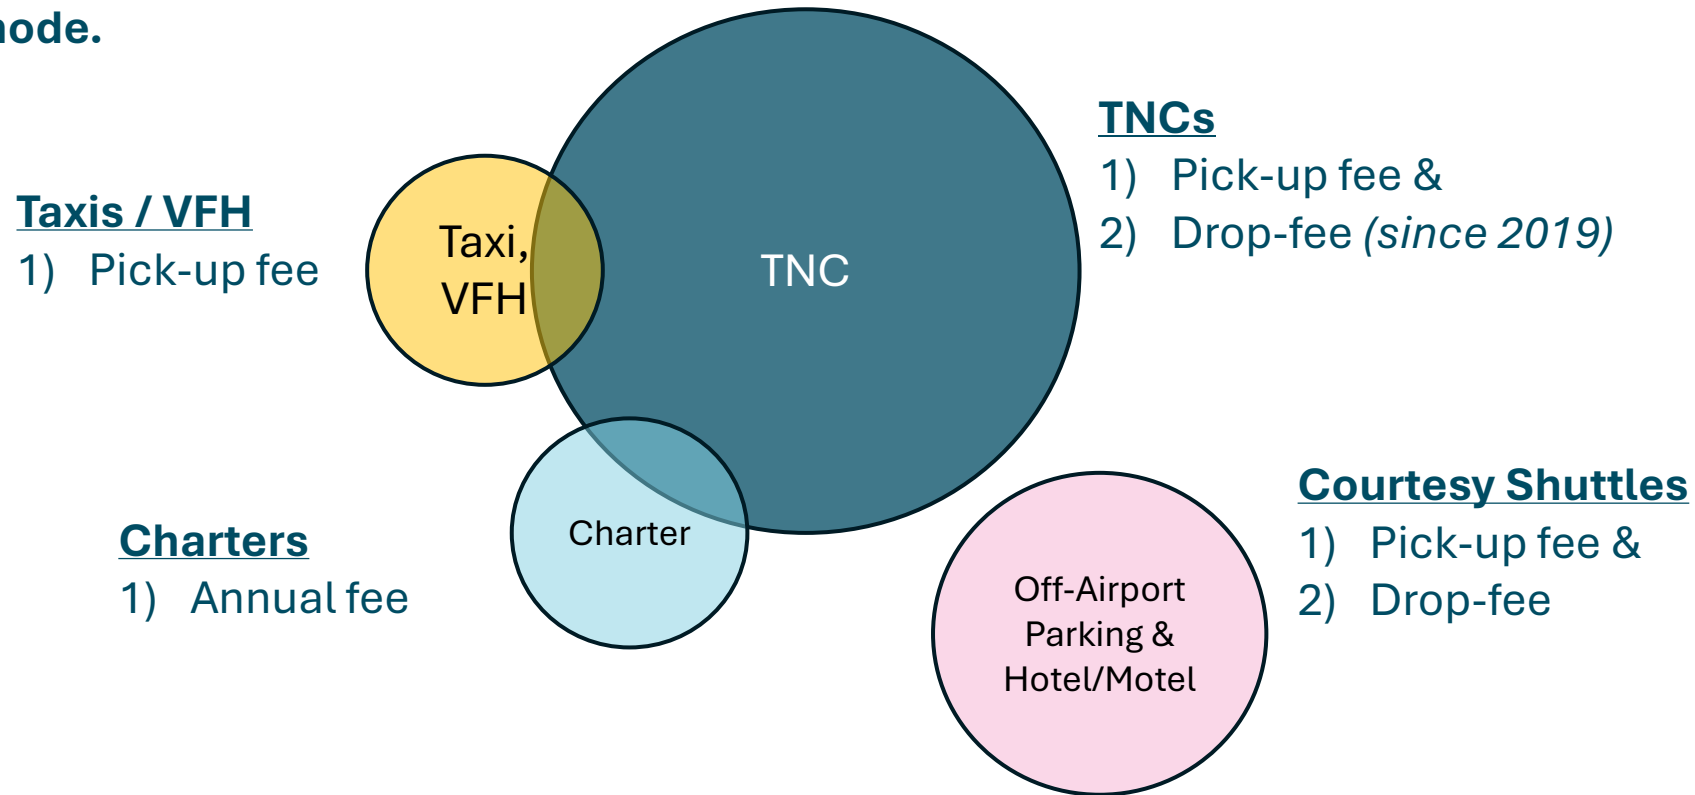 node.
TNCs
1) Pick-up fee &
2) Drop-fee (since 2019)
Taxis / VFH
1) Pick-up fee
Taxi,
VFH
TNC
Charters
1) Annual fee
Charter
Courtesy Shuttles
1) Pick-up fee &
2) Drop-fee
Off-Airport
Parking &
Hotel/Motel